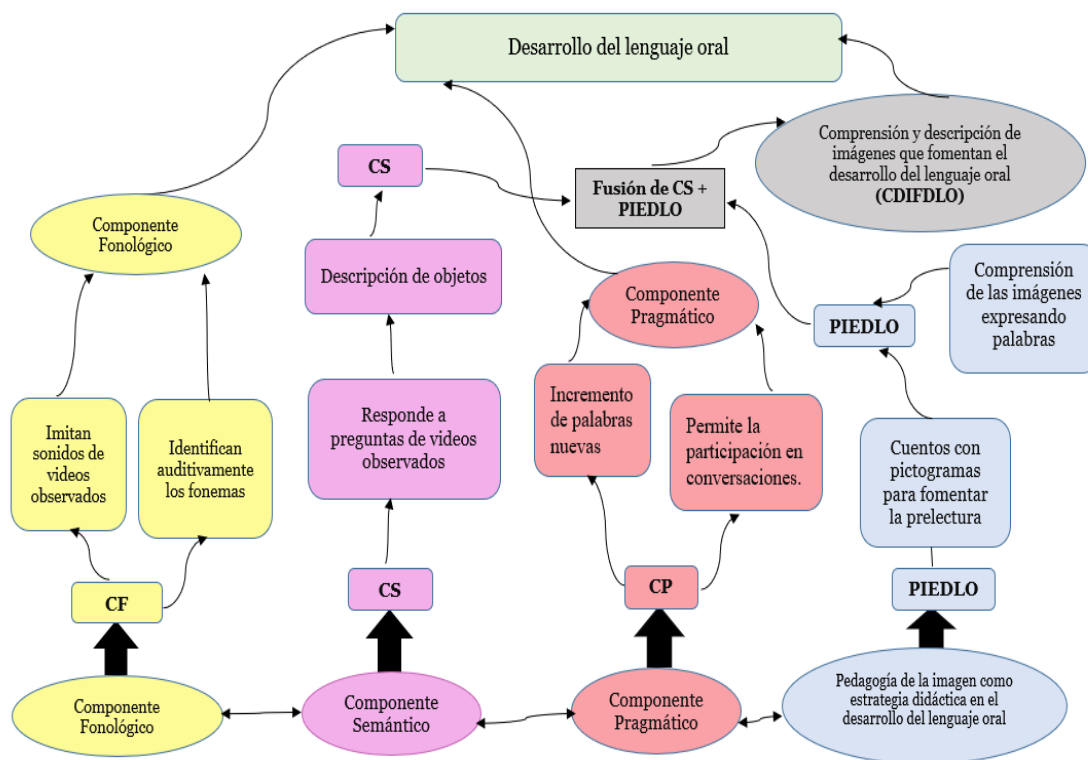 Desarrollo del lenguaje oral
Comprensión y descripción de
imágenes que fomentan el
desarrollo del lenguaje oral
(CDIFDLO)
CS
Fusión de CS +
PIEDLO
Componente
Fonológico
Descripción de objetos
Componente
Pragmático
Comprensión
de las imágenes
expresando
palabras
PIEDLO
Imitan
sonidos de
videos
observados
Identifican
auditivamente
los fonemas
Responde a
preguntas de videos
observados
Incremento
de palabras
nuevas
Permite la
participación en
conversaciones.
Cuentos con
pictogramas
para fomentar
la prelectura
CF
CS
CP
PIEDLO
Componente
Fonológico
Componente
Semántico
Componente
Pragmático
Pedagogía de la imagen como
estrategia didáctica en el
desarrollo del lenguaje oral